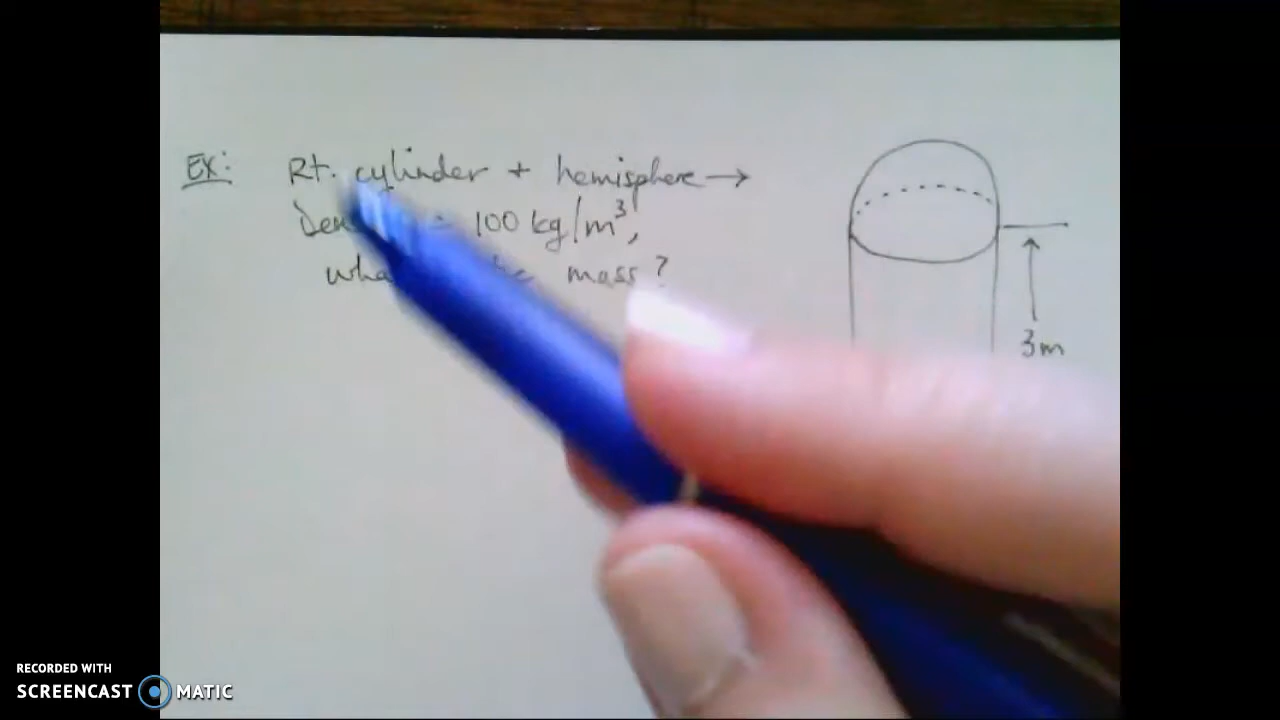 Ex: Rt. cylinder + hemisphere →
= 100 kg/m³,
mass?
3m
RECORDED WITH
SCREENCAST MATIC